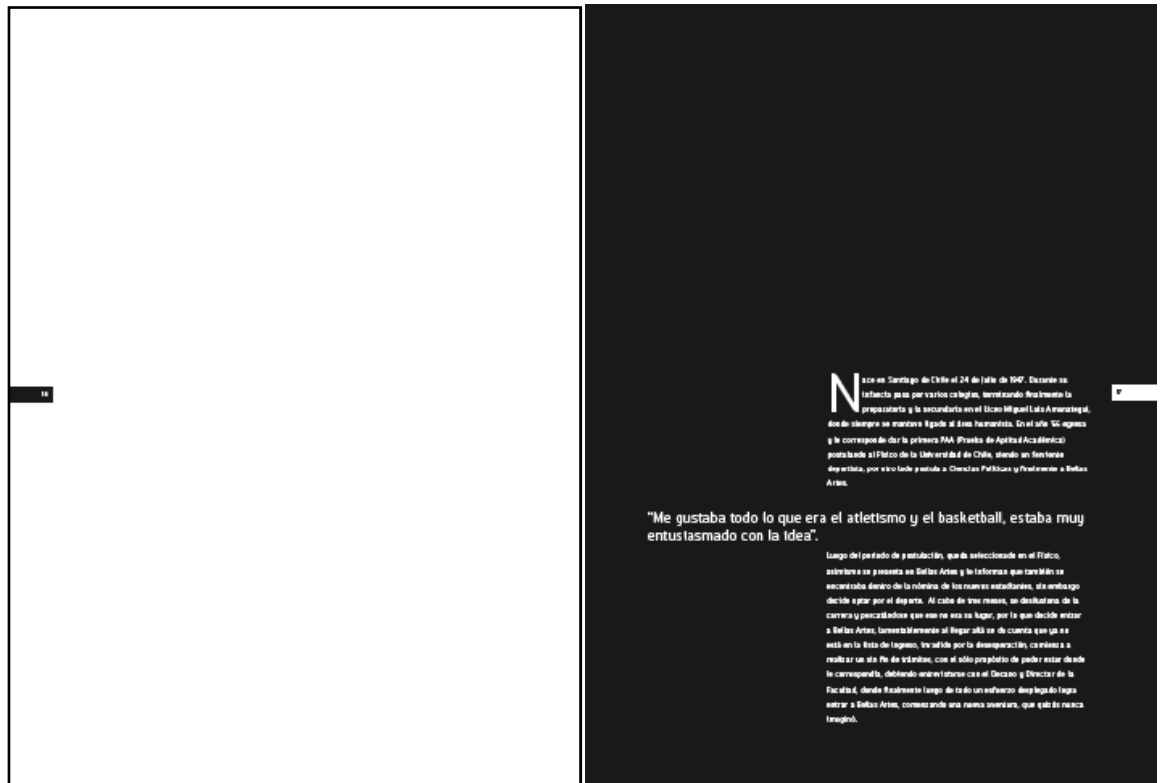 Nace en Santiago de Chile el 24 de Julio de 1947. Durante su
infancia pasa por varios colegios, terminando finalmente la
preparatoria y la secundaria en el Liceo Miguel Luis Amunátegui,
donde siempre se mantuvo ligado al área humanista. En el año '66 egresa
y le corresponde dar la primera PAA (Prueba de Aptitud Académica)
postulando al Físico de la Universidad de Chile, siendo un ferviente
deportista, por otro lado postula a Ciencias Políticas y finalmente a Bellas
Artes.
“Me gustaba todo lo que era el atletismo y el basketball, estaba muy
entusiasmado con la idea”.
Luego del período de postulación, queda seleccionado en el Físico,
asimismo se presenta en Bellas Artes y le informan que también se
encontraba dentro de la nómina de los nuevos estudiantes, sin embargo
decide optar por el deporte. Al cabo de tres meses, se desilusiona de la
carrera y percatándose que ese no era su lugar, por lo que decide entrar
a Bellas Artes, lamentablemente al llegar allá se da cuenta que ya no
está en la lista de ingreso, invadido por la desesperación, comienza a
realizar un sin fin de trámites, con el sólo propósito de poder estar donde
le correspondía, debiendo entrevistarse con el Decano y Director de la
Facultad, donde finalmente luego de todo un esfuerzo desplegado logra
entrar a Bellas Artes, comenzando una nueva aventura, que quizás nunca
imaginó.